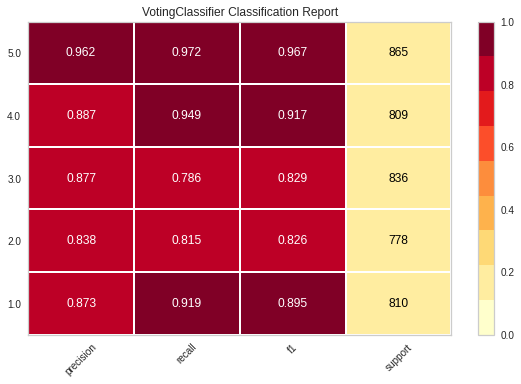 VotingClassifier Classification Report
5.0 0.962 0.972 0.967 865
4.0 0.887 0.949 0.917 809
3.0 0.877 0.786 0.829 836
2.0 0.838 0.815 0.826 778
1.0 0.873 0.919 0.895 810
precision recall f1 support
1.0
0.8
0.6
0.4
0.2
0.0